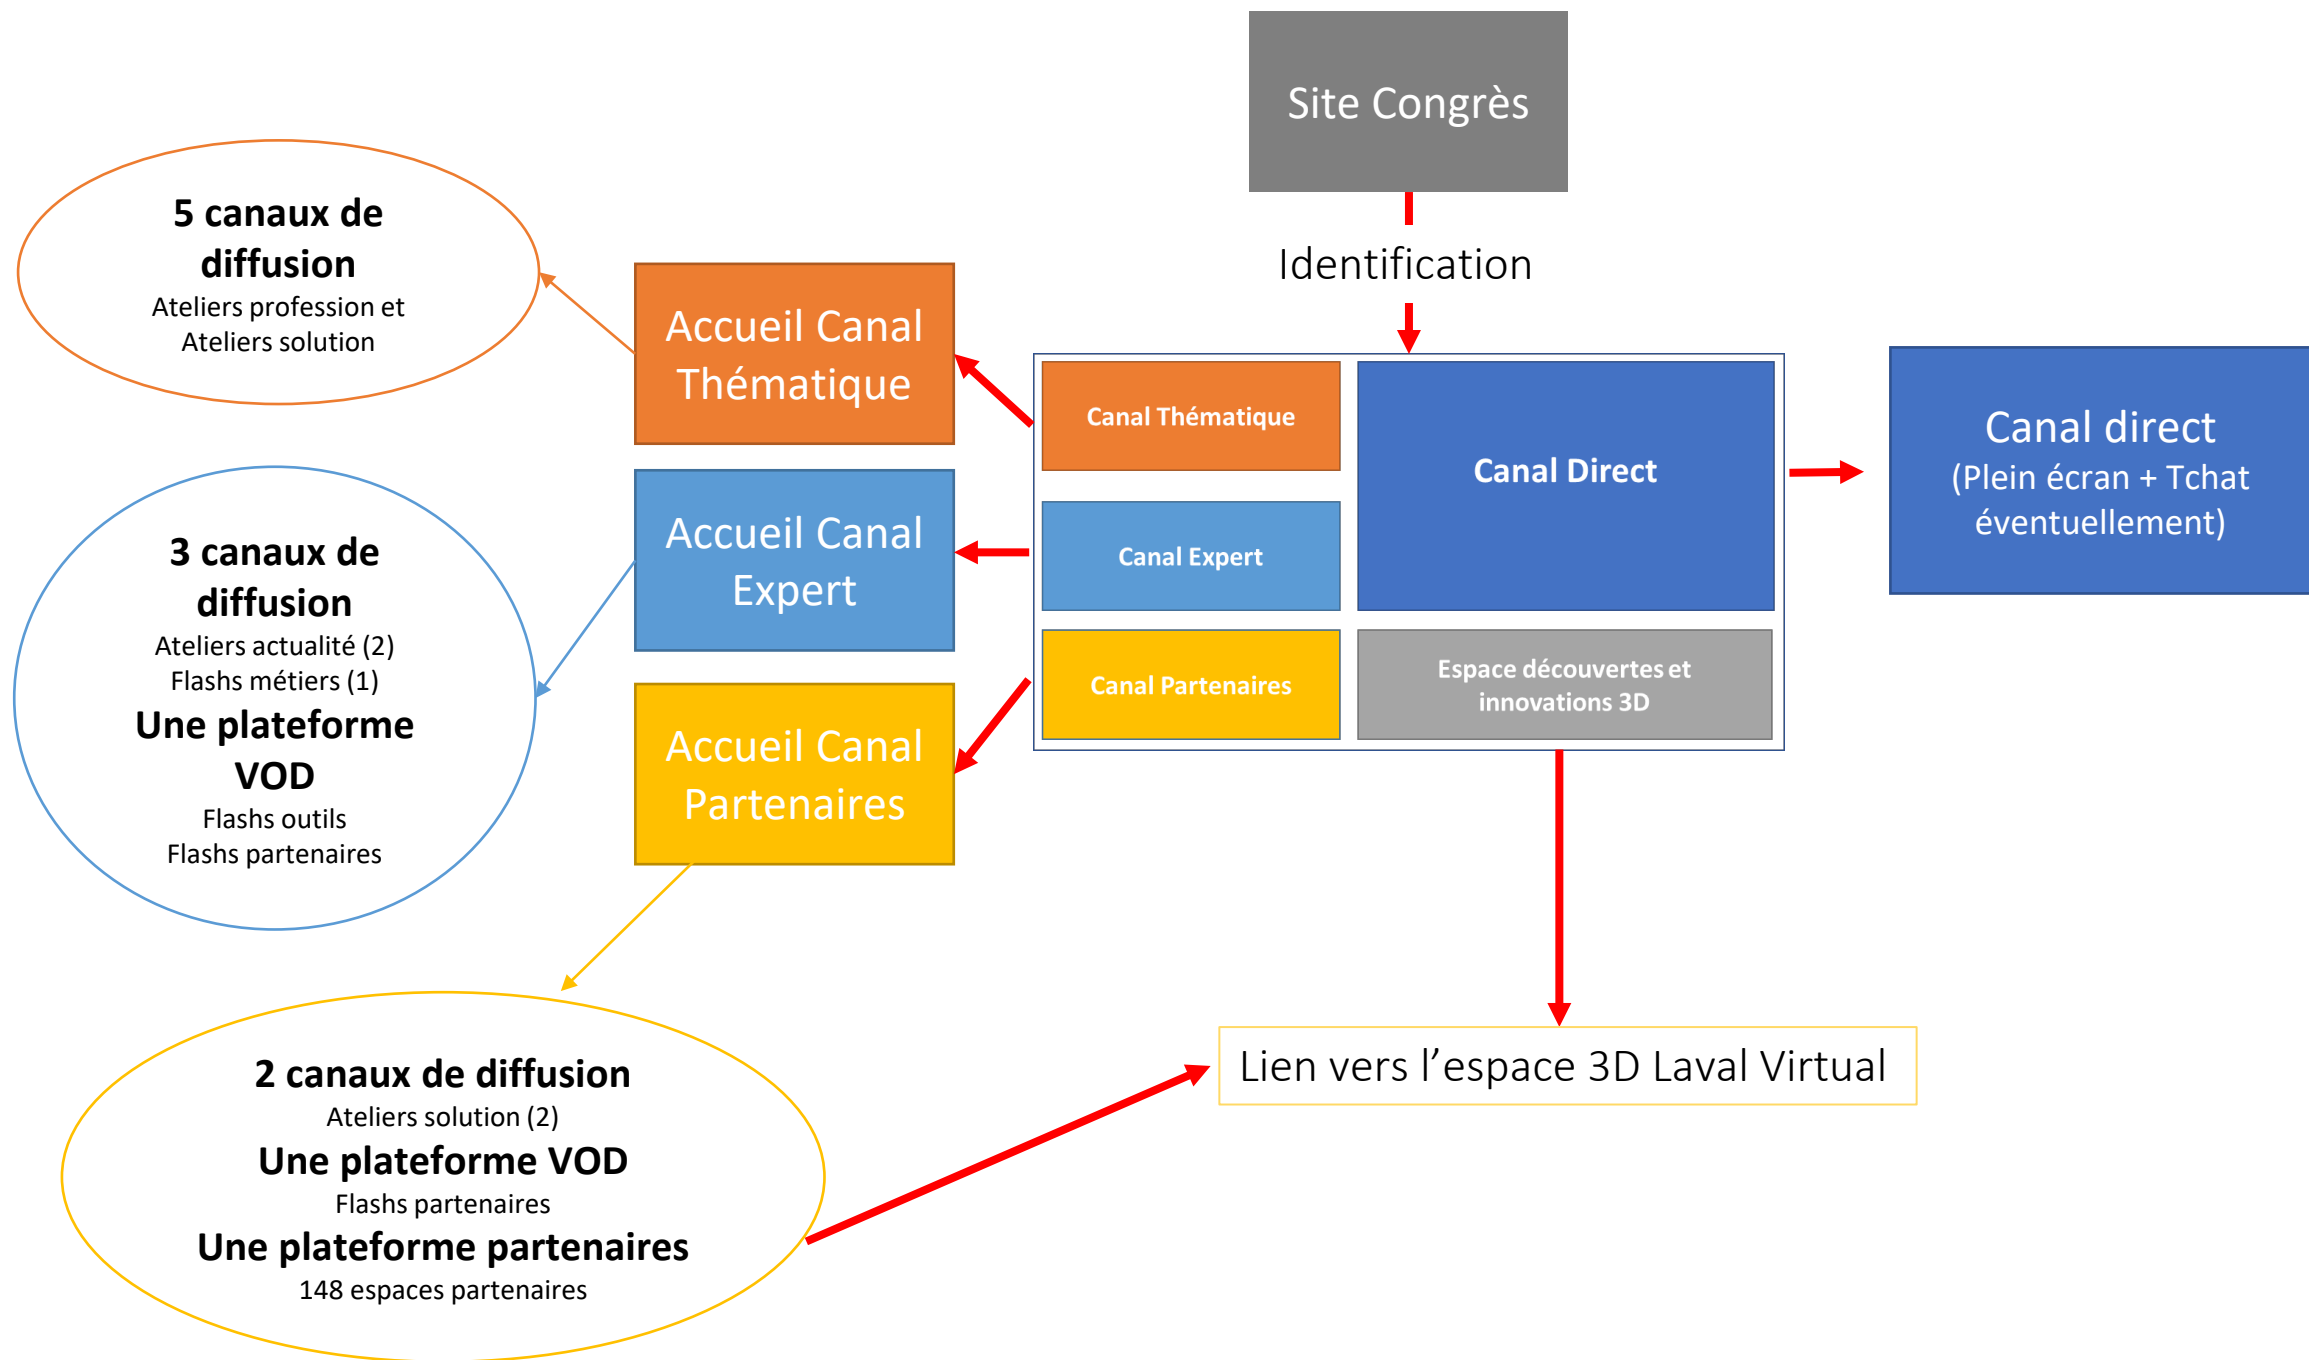 Site Congrès
Identification
5 canaux de
diffusion
Ateliers profession et
Ateliers solution
Accueil Canal
Thématique
Canal Thématique
Canal Direct
Canal direct
(Plein écran + Tchat
éventuellement)
3 canaux de
diffusion
Ateliers actualité (2)
Flashs métiers (1)
Une plateforme
VOD
Flashs outils
Flashs partenaires
Accueil Canal
Expert
Canal Expert
Accueil Canal
Partenaires
Canal Partenaires
Espace découvertes et
innovations 3D
2 canaux de diffusion
Ateliers solution (2)
Une plateforme VOD
Flashs partenaires
Une plateforme partenaires
148 espaces partenaires
Lien vers l’espace 3D Laval Virtual